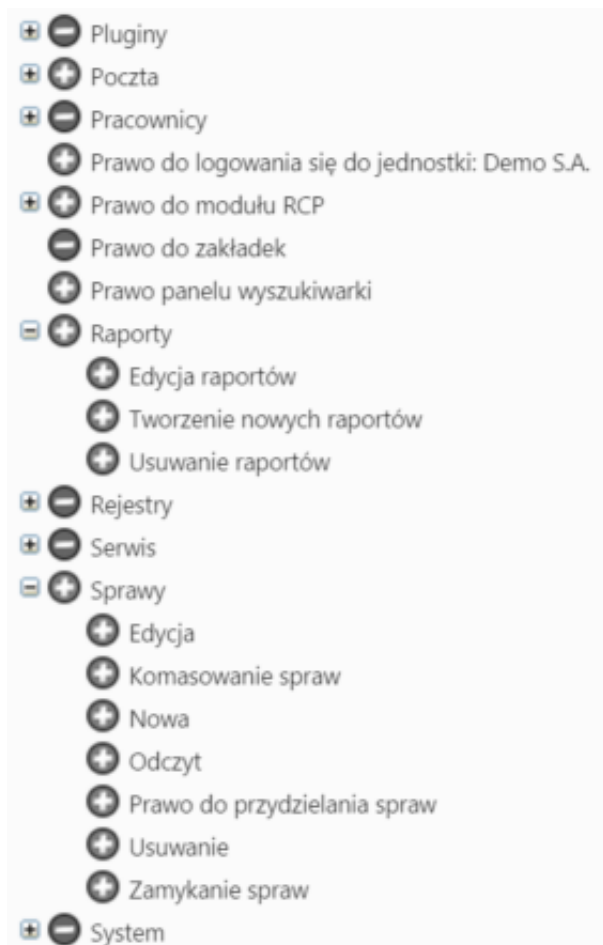 Pluginy
Poczta
Pracownicy
Prawo do logowania się do jednostki: Demo S.A.
Prawo do modułu RCP
Prawo do zakładek
Prawo panelu wyszukiwarki
Raporty
Edycja raportów
Tworzenie nowych raportów
Usuwanie raportów
Rejestry
Serwis
Sprawy
Edycja
Komasowanie spraw
Nowa
Odczyt
Prawo do przydzielania spraw
Usuwanie
Zamykanie spraw
System